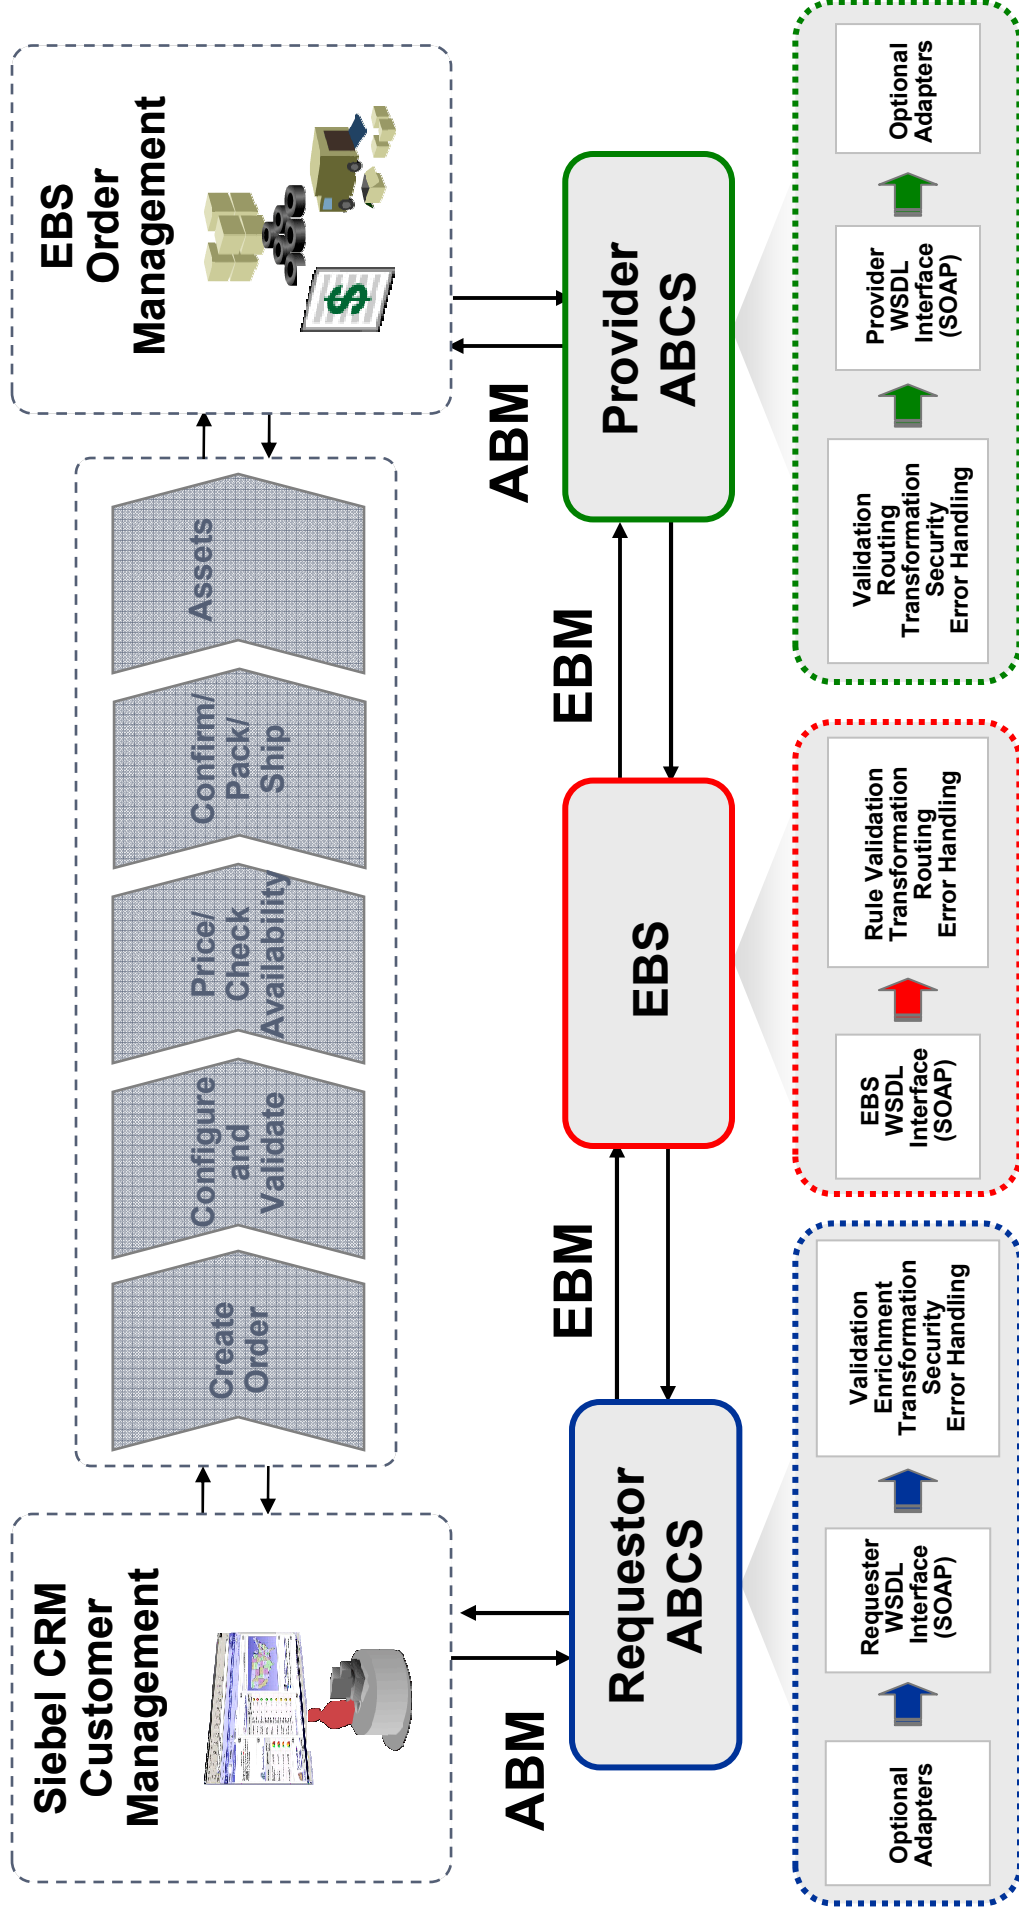 Siebel CRM
Customer
Management
Create
Order
Configure
and
Validate
Price/
Check
Availability
Confirm/
Pack/
Ship
Assets
EBS
Order
Management
ABM
EBM
EBM
ABM
Requestor
ABCS
EBS
Provider
ABCS
Optional
Adapters
Requester
WSDL
Interface
(SOAP)
Validation
Enrichment
Transformation
Security
Error Handling
EBS
WSDL
Interface
(SOAP)
Rule Validation
Transformation
Routing
Error Handling
Validation
Routing
Transformation
Security
Error Handling
Provider
WSDL
Interface
(SOAP)
Optional
Adapters
$